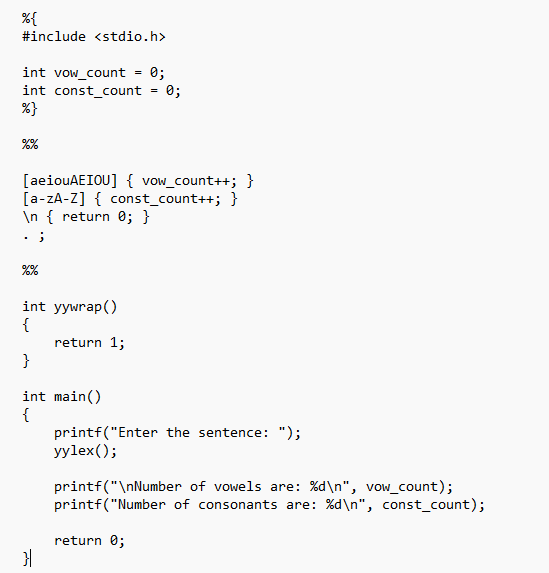 %{
#include <stdio.h>

int vow_count = 0;
int const_count = 0;
%}

%%

[aeiouAEIOU] { vow_count++; }
[a-zA-Z] { const_count++; }
\n { return 0; }
. ;

%%

int yywrap()
{
    return 1;
}

int main()
{
    printf("Enter the sentence: ");
    yylex();

    printf("\nNumber of vowels are: %d\n", vow_count);
    printf("Number of consonants are: %d\n", const_count);

    return 0;
}